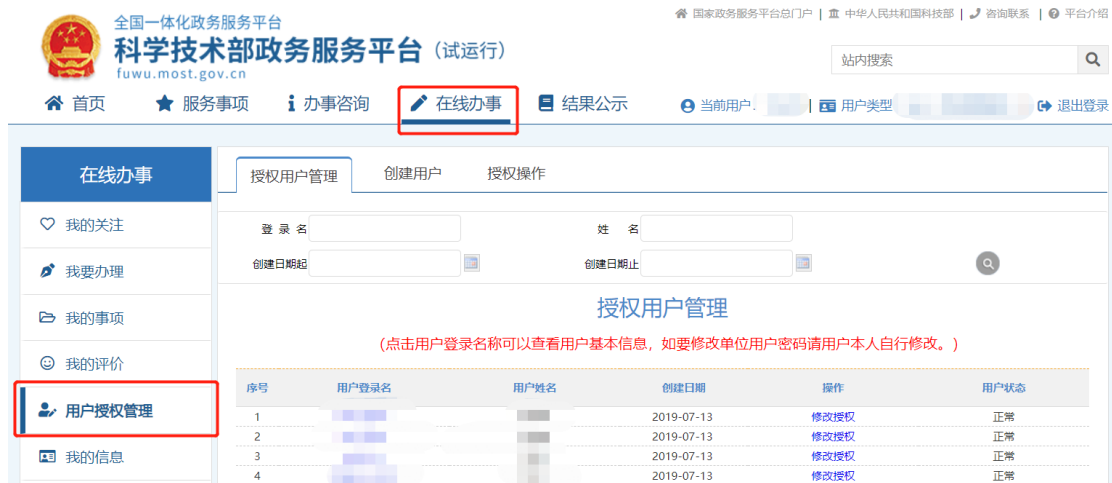 国家政务服务平台总门户 | 中华人民共和国科技部 | 咨询联系 | 平台介绍
全国一体化政务服务平台
科学技术部政务服务平台（试运行）
fuwu.most.gov.cn
站内搜索
首页 服务事项 办事咨询 在线办事 结果公示 当前用户: | 用户类型 退出登录
在线办事
我的关注
我要办理
我的事项
我的评价
用户授权管理
我的信息
授权用户管理 创建用户 授权操作
登 录 名 姓 名
创建日期起 创建日期止
授权用户管理
(点击用户登录名称可以查看用户基本信息，如要修改单位用户密码请用户本人自行修改。)
序号 用户登录名 用户姓名 创建日期 操作 用户状态
1 2019-07-13 修改授权 正常
2 2019-07-13 修改授权 正常
3 2019-07-13 修改授权 正常
4 2019-07-13 修改授权 正常